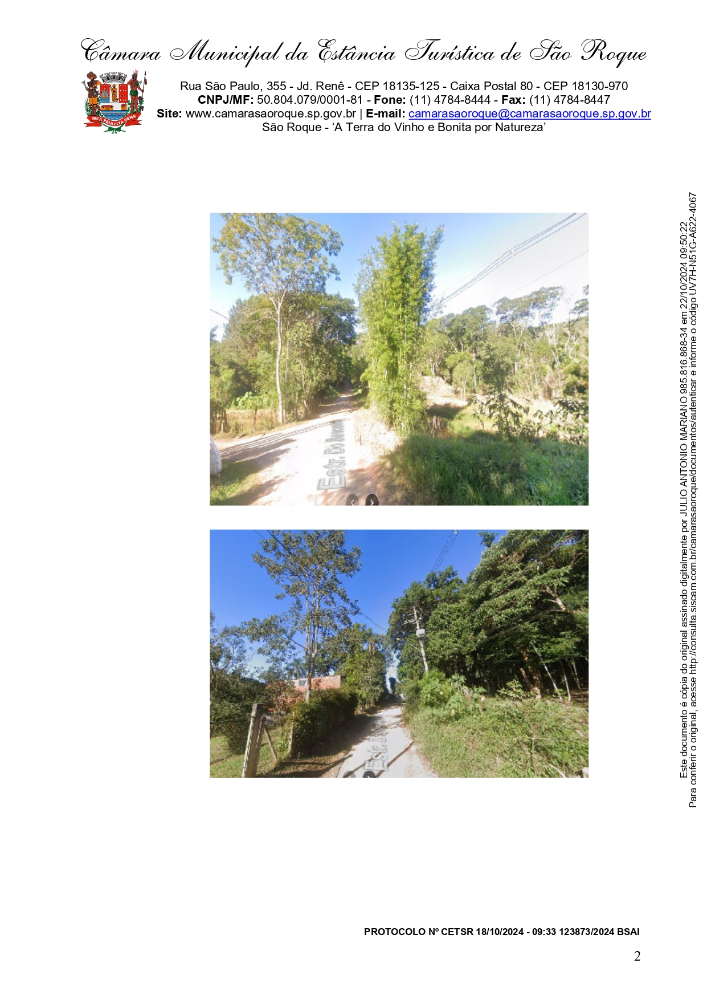 Câmara Municipal da Estância Turística de São Roque
Rua São Paulo, 355 - Jd. Renê - CEP 18135-125 - Caixa Postal 80 - CEP 18130-970
CNPJ/MF: 50.804.079/0001-81 - Fone: (11) 4784-8444 - Fax: (11) 4784-8447
Site: www.camarasaoroque.sp.gov.br | E-mail: camarasaoroque@camarasaoroque.sp.gov.br
São Roque - ‘A Terra do Vinho e Bonita por Natureza’
MEA PAULISTA GENS
Estr. Do
Estr.
Este documento é cópia do original assinado digitalmente por JULIO ANTONIO MARIANO 985.816.868-34 em 22/10/2024 09:50:22
Para conferir o original, acesse http://consulta.siscam.com.br/camarasaoroque/documentos/autenticar e informe o código UV7H-N51G-A622-4067
PROTOCOLO Nº CETSR 18/10/2024 - 09:33 123873/2024 BSAI
2